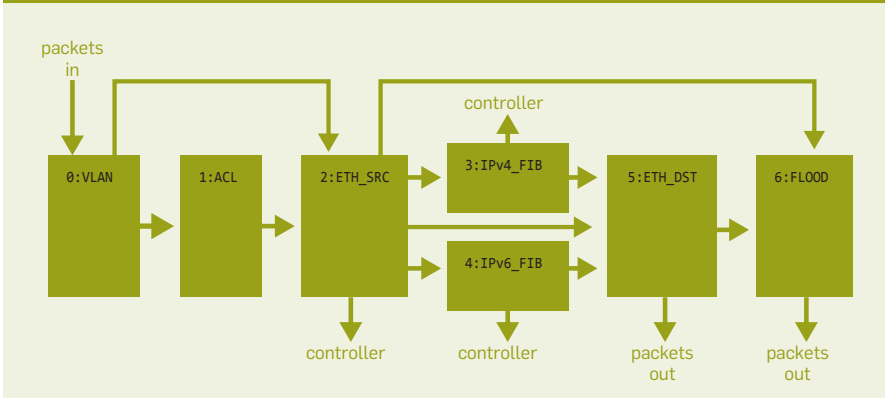 packets
in
controller
0:VLAN
1:ACL
2:ETH_SRC
3:IPv4_FIB
5:ETH_DST
6:FLOOD
4:IPv6_FIB
controller
controller
packets
out
packets
out